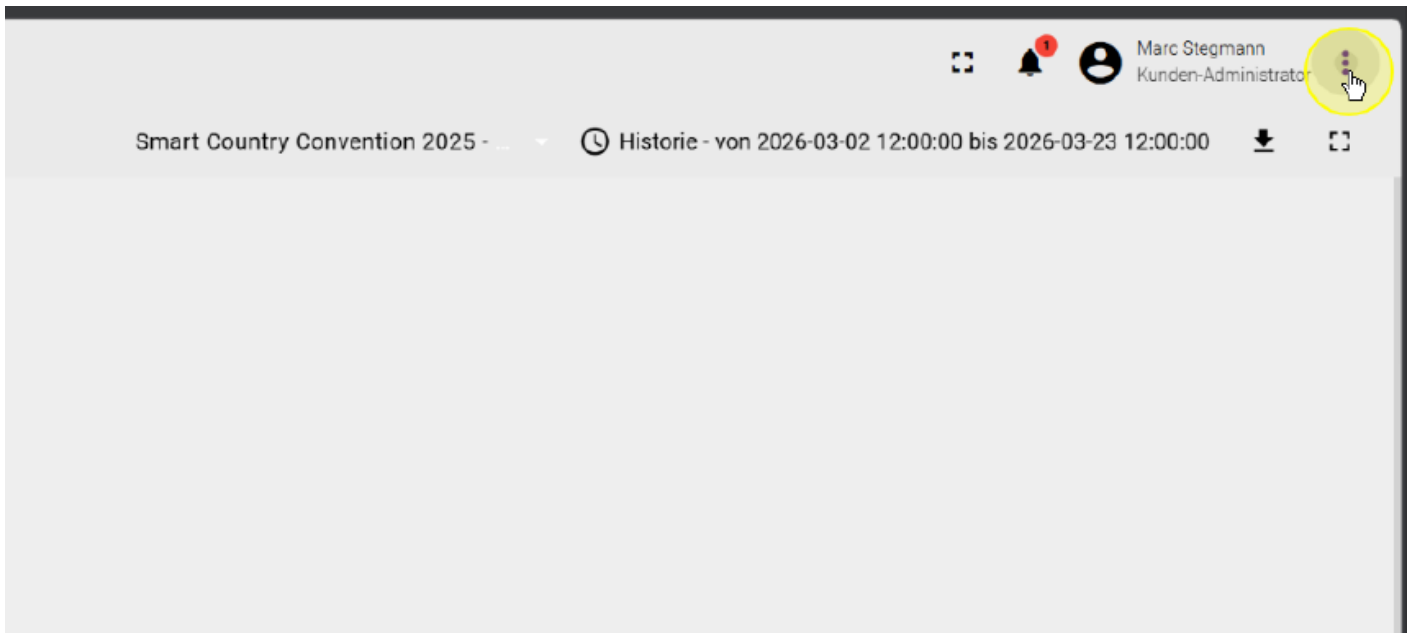 1
Marc Stegmann
Kunden-Administrator
Smart Country Convention 2025 - ...
Historie - von 2026-03-02 12:00:00 bis 2026-03-23 12:00:00